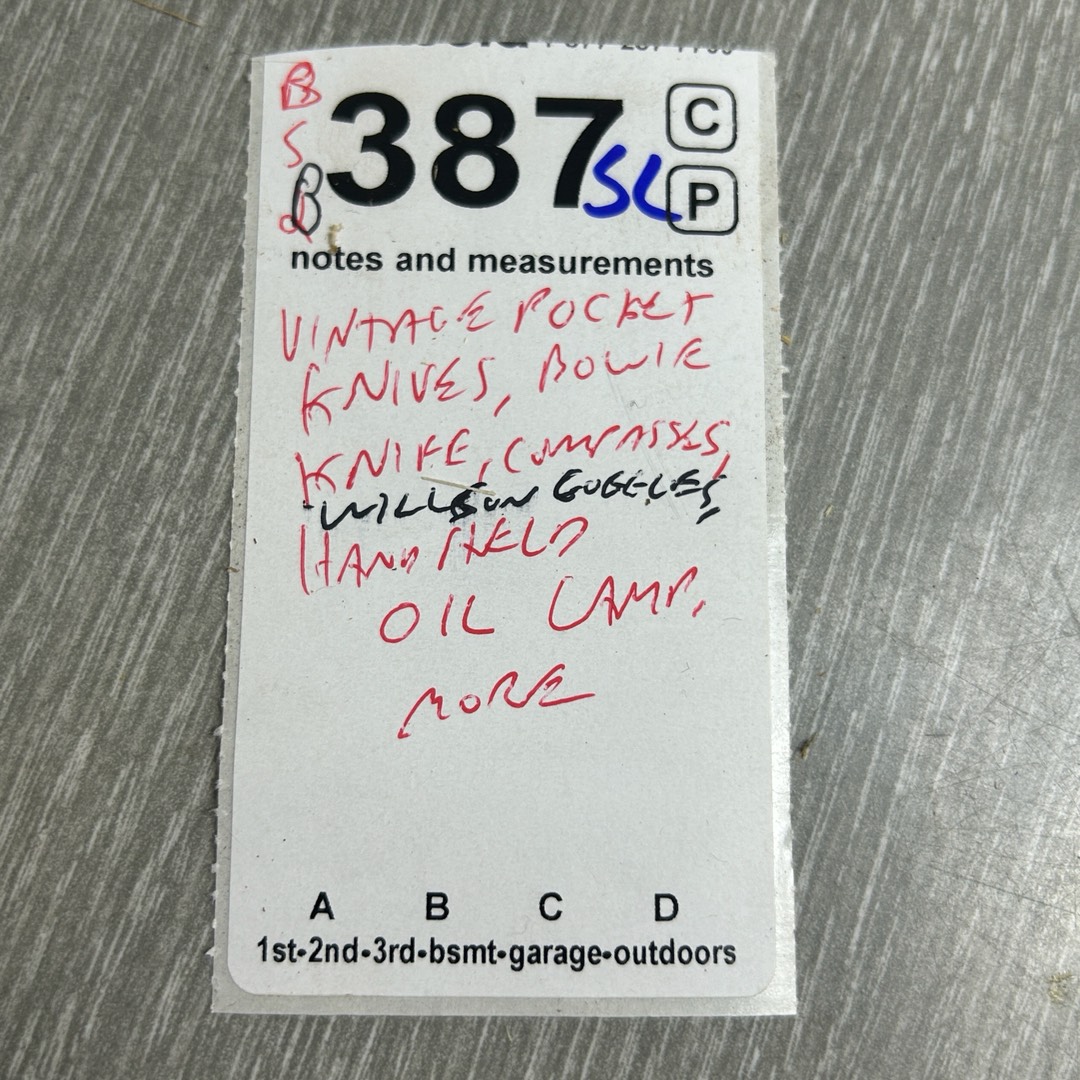 B
S
B
387
SL
C
P
notes and measurements
VINTAGE POCKET
KNIVES, BOWIE
KNIFE, COMPASSES,
WILLSON GOGGLES,
HAND HELD
OIL LAMP,
MORE
A B C D
1st•2nd•3rd•bsmt•garage•outdoors